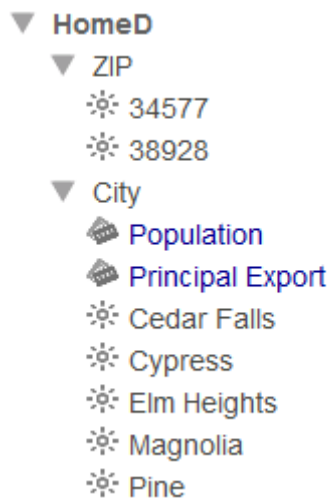 HomeD
ZIP
34577
38928
City
Population
Principal Export
Cedar Falls
Cypress
Elm Heights
Magnolia
Pine